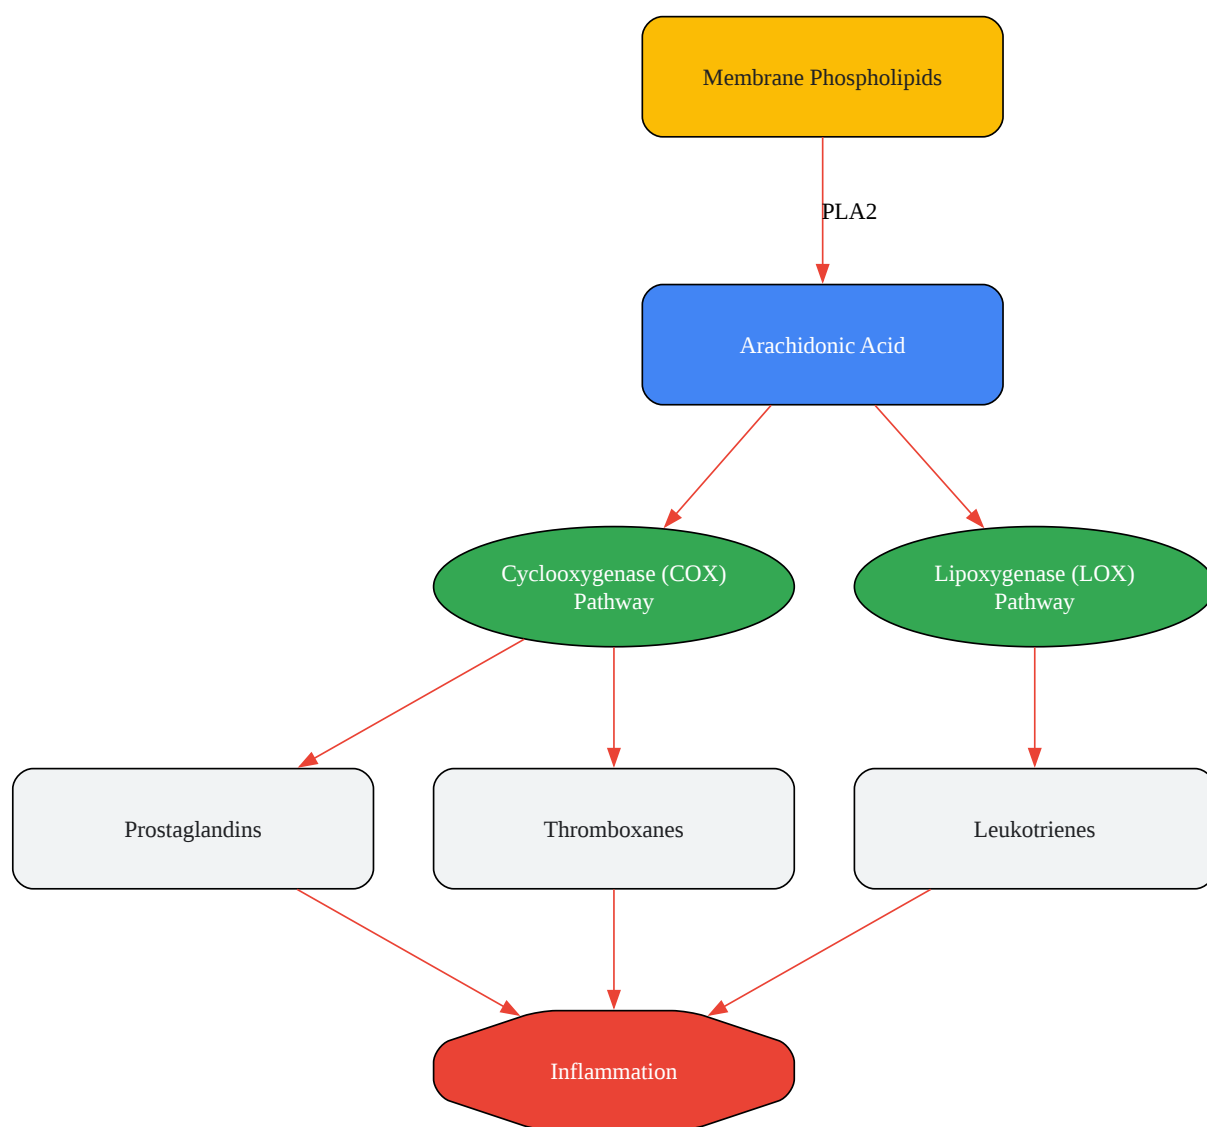 Membrane Phospholipids
PLA2
Arachidonic Acid
Cyclooxygenase (COX)
Pathway
Lipoxygenase (LOX)
Pathway
Prostaglandins
Thromboxanes
Leukotrienes
Inflammation